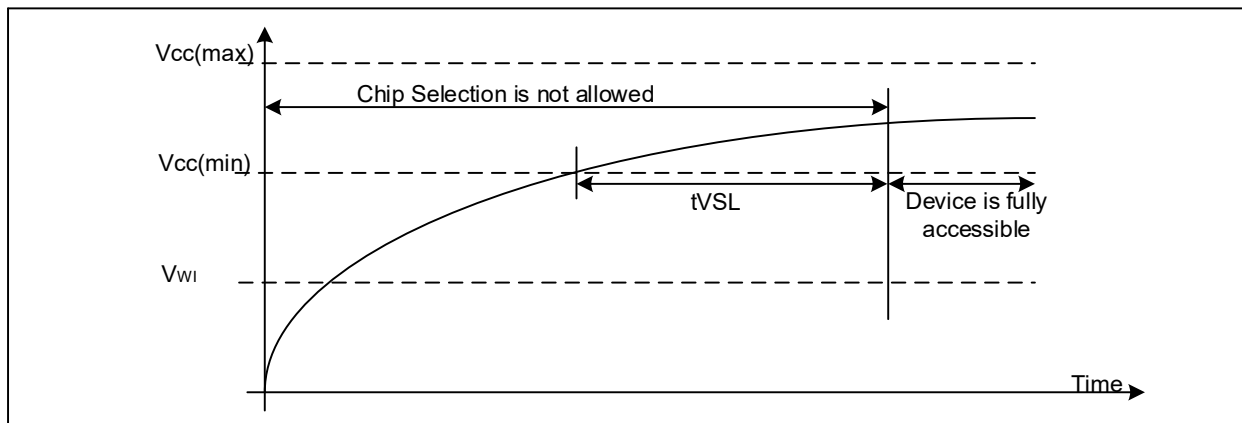 Vcc(max)
Chip Selection is not allowed
Vcc(min)
tVSL
Device is fully
accessible
VWI
Time